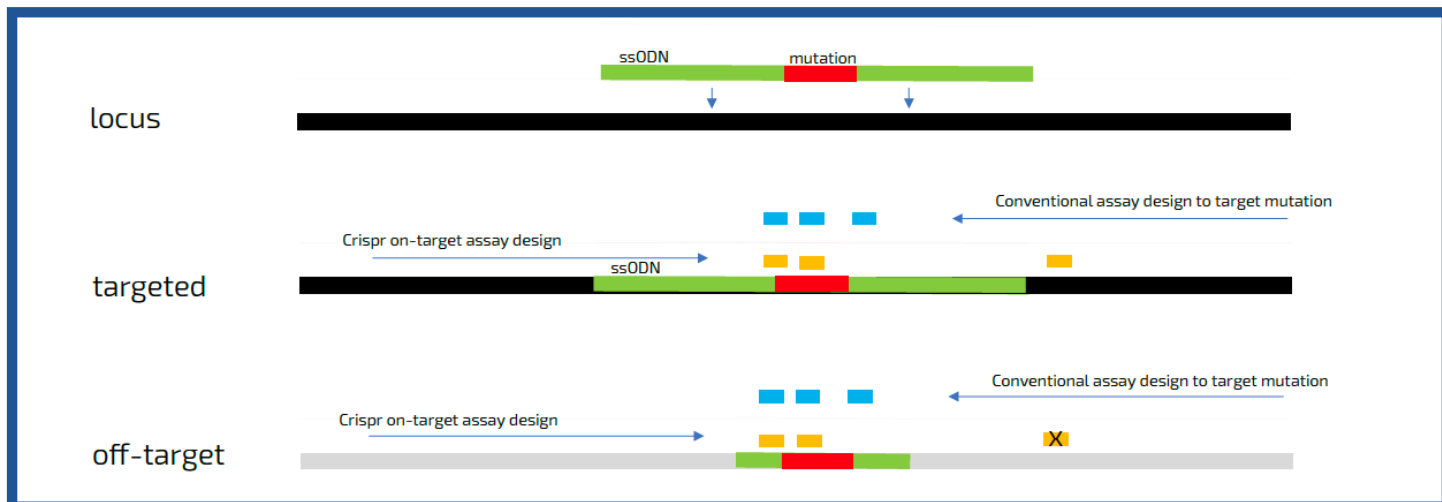 ssODN
mutation
locus
Conventional assay design to target mutation
Crispr on-target assay design
ssODN
targeted
Conventional assay design to target mutation
Crispr on-target assay design
X
off-target